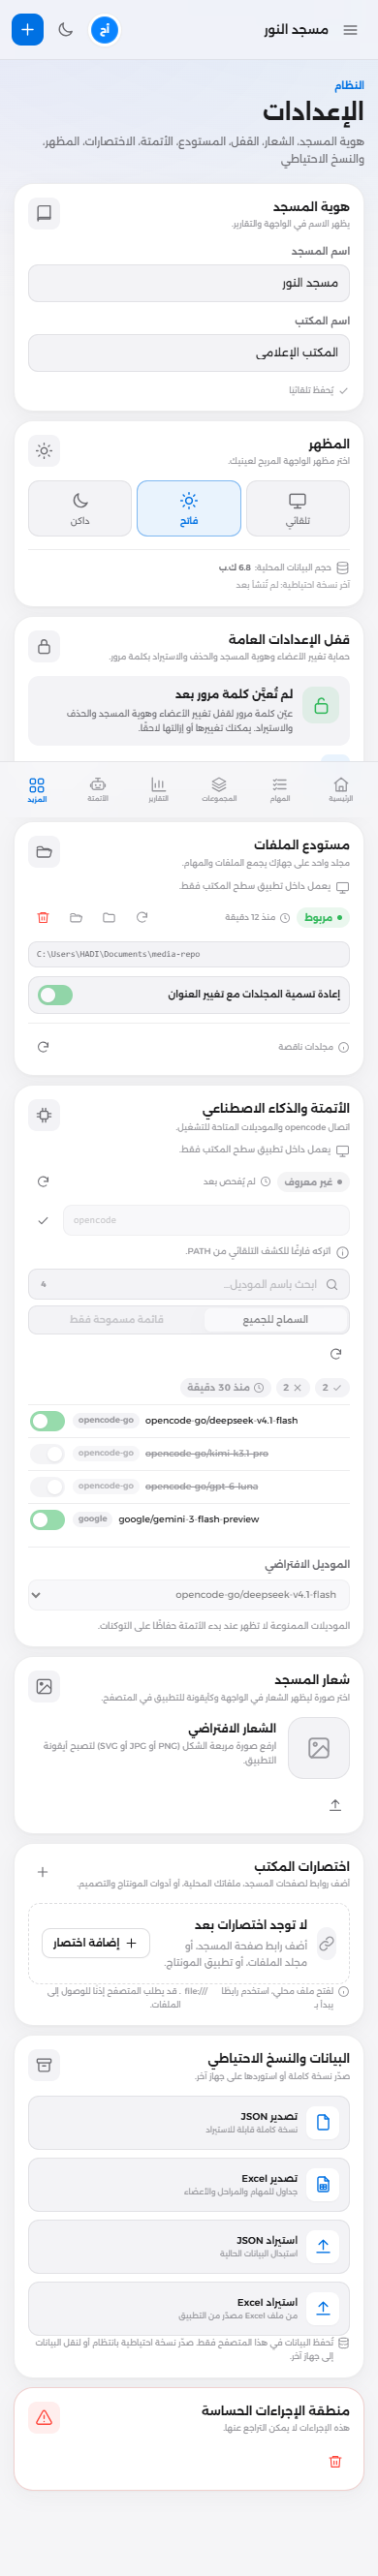 مسجد النور
أح
النظام
الإعدادات
هوية المسجد، الشعار، القفل، المستودع، الأتمتة، الاختصارات، المظهر،
والنسخ الاحتياطي
هوية المسجد
يظهر الاسم في الواجهة والتقارير.
اسم المسجد
مسجد النور
اسم المكتب
المكتب الإعلامي
يُحفظ تلقائيًا
المظهر
اختر مظهر الواجهة المريح لعينيك.
تلقائي
فاتح
داكن
حجم البيانات المحلية: 6.8 ك.ب
آخر نسخة احتياطية: لم تُنشأ بعد
قفل الإعدادات العامة
حماية تغيير الأعضاء وهوية المسجد والحذف والاستيراد بكلمة مرور.
لم تُعيَّن كلمة مرور بعد
عيّن كلمة مرور لقفل تغيير الأعضاء وهوية المسجد والحذف
والاستيراد. يمكنك تغييرها أو إزالتها لاحقًا.
الرئيسية
المهام
المجموعات
التقارير
الأتمتة
المزيد
مستودع الملفات
مجلد واحد على جهازك يجمع الملفات والمهام.
يعمل داخل تطبيق سطح المكتب فقط.
مربوط
منذ 12 دقيقة
C:\Users\HADI\Documents\media-repo
إعادة تسمية المجلدات مع تغيير العنوان
مجلدات ناقصة
الأتمتة والذكاء الاصطناعي
اتصال opencode والموديلات المتاحة للتشغيل.
يعمل داخل تطبيق سطح المكتب فقط.
غير معروف
لم يُفحص بعد
opencode
اتركه فارغًا للكشف التلقائي من PATH.
ابحث باسم الموديل...
4
السماح للجميع
قائمة مسموحة فقط
2
2
منذ 30 دقيقة
opencode-go/deepseek-v4.1-flash
opencode-go
opencode-go/kimi-k3.1-pro
opencode-go
opencode-go/gpt-6-luna
opencode-go
google/gemini-3-flash-preview
google
الموديل الافتراضي
opencode-go/deepseek-v4.1-flash
الموديلات الممنوعة لا تظهر عند بدء الأتمتة حفاظًا على التوكنات.
شعار المسجد
اختر صورة ليظهر الشعار في الواجهة وكأيقونة للتطبيق في المتصفح.
الشعار الافتراضي
ارفع صورة مربعة الشكل (PNG أو JPG أو SVG) لتصبح أيقونة
التطبيق.
اختصارات المكتب
أضف روابط لصفحات المسجد، ملفاتك المحلية، أو أدوات المونتاج والتصميم.
لا توجد اختصارات بعد
أضف رابط صفحة المسجد، أو
مجلد الملفات، أو تطبيق المونتاج.
إضافة اختصار
لفتح ملف محلي، استخدم رابطًا يبدأ بـ
file:///
. قد يطلب المتصفح إذنًا للوصول إلى الملفات.
البيانات والنسخ الاحتياطي
صدّر نسخة كاملة أو استوردها على جهاز آخر.
تصدير JSON
نسخة كاملة قابلة للاستيراد
تصدير Excel
جداول للمهام والمراحل والأعضاء
استيراد JSON
استبدال البيانات الحالية
استيراد Excel
من ملف Excel مصدّر من التطبيق
تُحفظ البيانات في هذا المتصفح فقط. صدّر نسخة احتياطية بانتظام أو لنقل البيانات
إلى جهاز آخر.
منطقة الإجراءات الحساسة
هذه الإجراءات لا يمكن التراجع عنها.